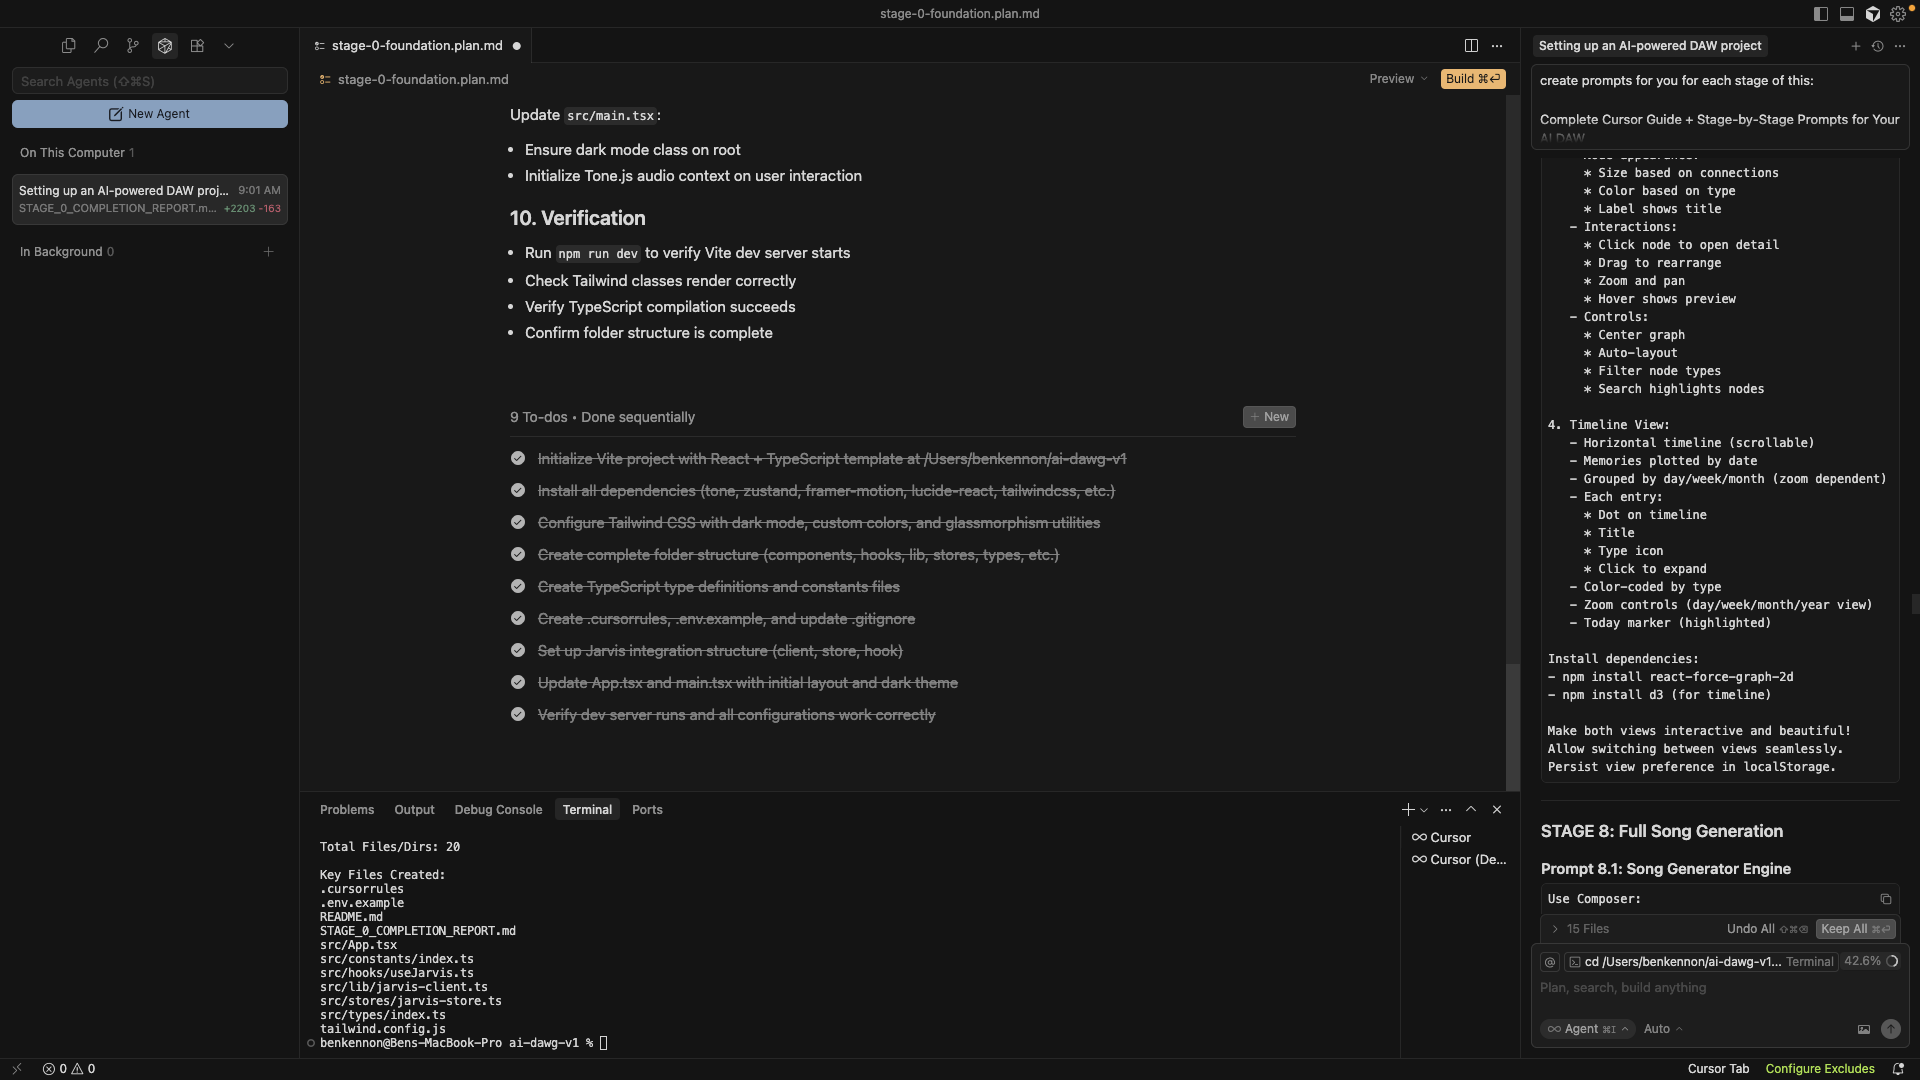 stage-0-foundation.plan.md
Search Agents (⇧⌘S)
New Agent
On This Computer 1
Setting up an AI-powered DAW proj... 9:01 AM
STAGE_0_COMPLETION_REPORT.m... +2203 -163
In Background 0
stage-0-foundation.plan.md
stage-0-foundation.plan.md
Preview
Build ⌘⏎
Update src/main.tsx:
• Ensure dark mode class on root
• Initialize Tone.js audio context on user interaction
10. Verification
• Run npm run dev to verify Vite dev server starts
• Check Tailwind classes render correctly
• Verify TypeScript compilation succeeds
• Confirm folder structure is complete
9 To-dos • Done sequentially
+ New
Initialize Vite project with React + TypeScript template at /Users/benkennon/ai-dawg-v1
Install all dependencies (tone, zustand, framer-motion, lucide-react, tailwindcss, etc.)
Configure Tailwind CSS with dark mode, custom colors, and glassmorphism utilities
Create complete folder structure (components, hooks, lib, stores, types, etc.)
Create TypeScript type definitions and constants files
Create .cursorrules, .env.example, and update .gitignore
Set up Jarvis integration structure (client, store, hook)
Update App.tsx and main.tsx with initial layout and dark theme
Verify dev server runs and all configurations work correctly
Problems Output Debug Console Terminal Ports
Total Files/Dirs: 20
Key Files Created:
.cursorrules
.env.example
README.md
STAGE_0_COMPLETION_REPORT.md
src/App.tsx
src/constants/index.ts
src/hooks/useJarvis.ts
src/lib/jarvis-client.ts
src/stores/jarvis-store.ts
src/types/index.ts
tailwind.config.js
benkennon@Bens-MacBook-Pro ai-dawg-v1 %
Cursor
Cursor (De...
Setting up an AI-powered DAW project
create prompts for you for each stage of this:
Complete Cursor Guide + Stage-by-Stage Prompts for Your
AI DAW
* Size based on connections
* Color based on type
* Label shows title
- Interactions:
* Click node to open detail
* Drag to rearrange
* Zoom and pan
* Hover shows preview
- Controls:
* Center graph
* Auto-layout
* Filter node types
* Search highlights nodes
4. Timeline View:
- Horizontal timeline (scrollable)
- Memories plotted by date
- Grouped by day/week/month (zoom dependent)
- Each entry:
* Dot on timeline
* Title
* Type icon
* Click to expand
- Color-coded by type
- Zoom controls (day/week/month/year view)
- Today marker (highlighted)
Install dependencies:
- npm install react-force-graph-2d
- npm install d3 (for timeline)
Make both views interactive and beautiful!
Allow switching between views seamlessly.
Persist view preference in localStorage.
STAGE 8: Full Song Generation
Prompt 8.1: Song Generator Engine
Use Composer:
15 Files
Undo All ⇧⌘⌫ Keep All ⌘⏎
@ cd /Users/benkennon/ai-dawg-v1... Terminal 42.6%
Plan, search, build anything
Agent ⌘I Auto
0 0
Cursor Tab
Configure Excludes